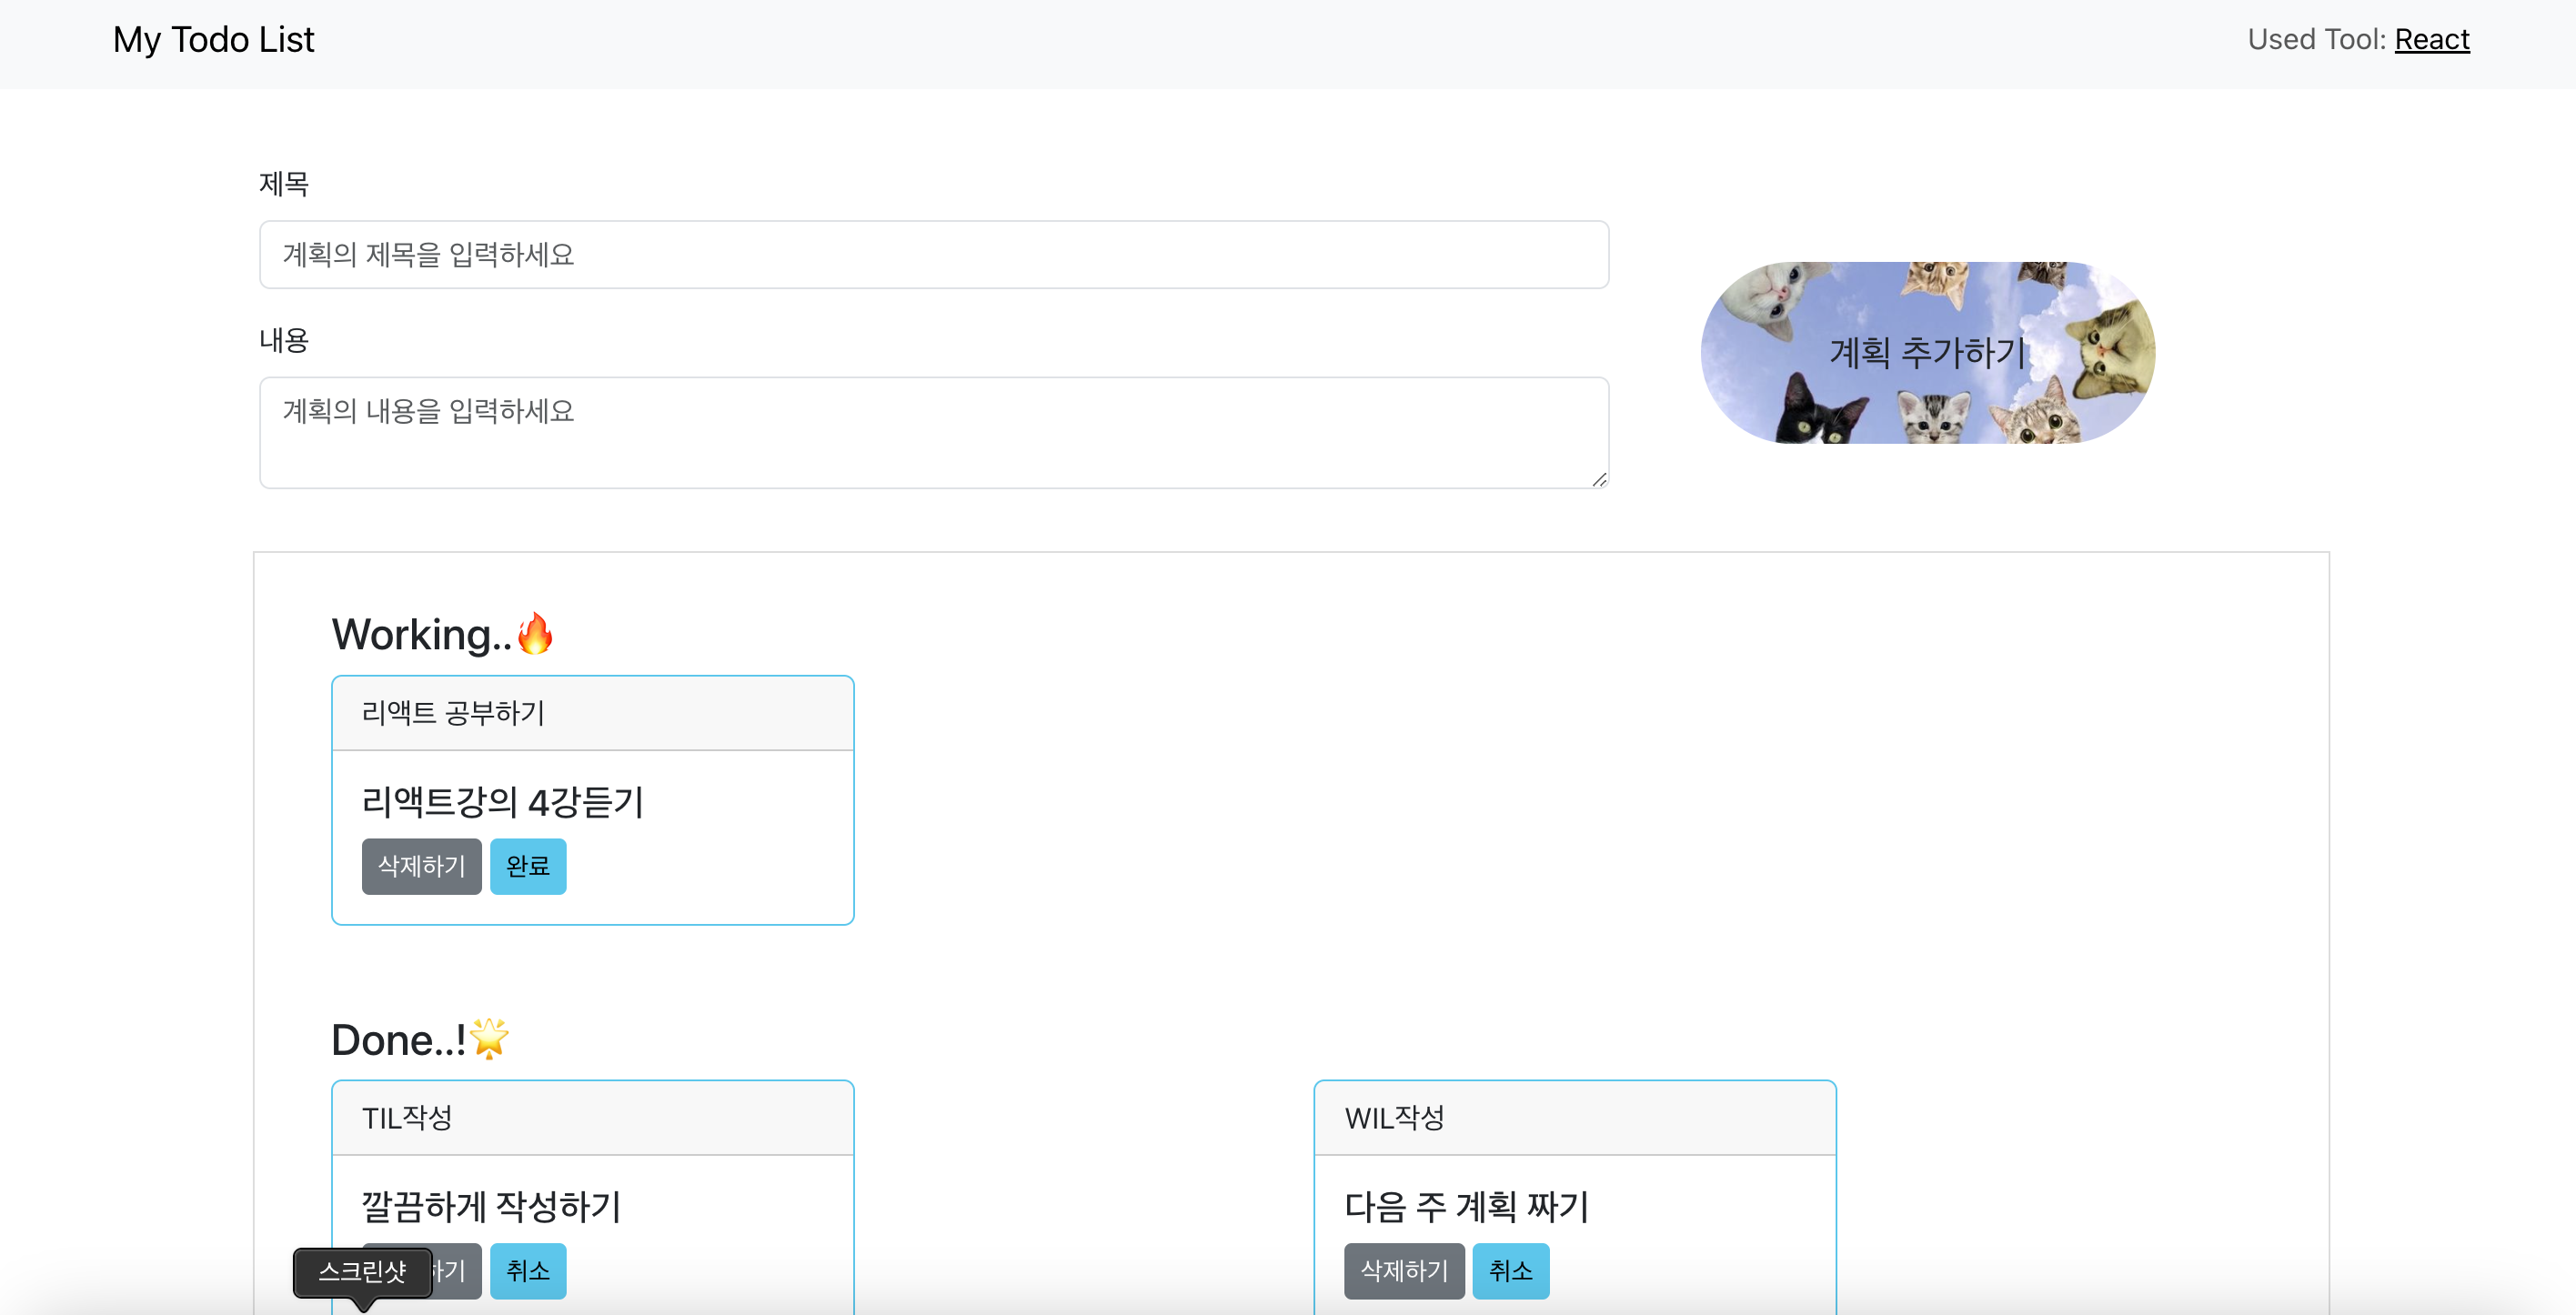 My Todo List
Used Tool: React
제목
계획의 제목을 입력하세요
내용
계획의 내용을 입력하세요
계획 추가하기
Working..🔥
리액트 공부하기
리액트강의 4강듣기
삭제하기 완료
Done..!🌟
TIL작성
깔끔하게 작성하기
취소
WIL작성
다음 주 계획 짜기
삭제하기 취소
스크린샷